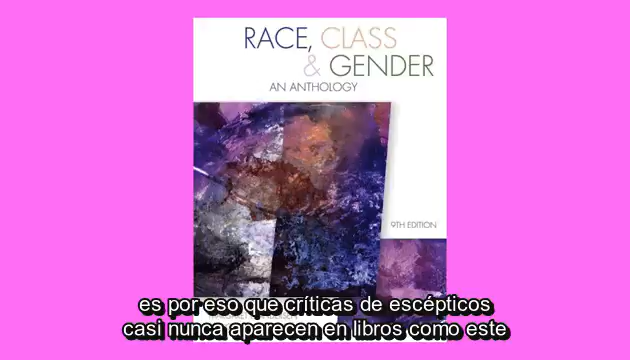 RACE, CLASS
& GENDER
AN ANTHOLOGY
9TH EDITION
es por eso que críticas de escépticos
casi nunca aparecen en libros como este